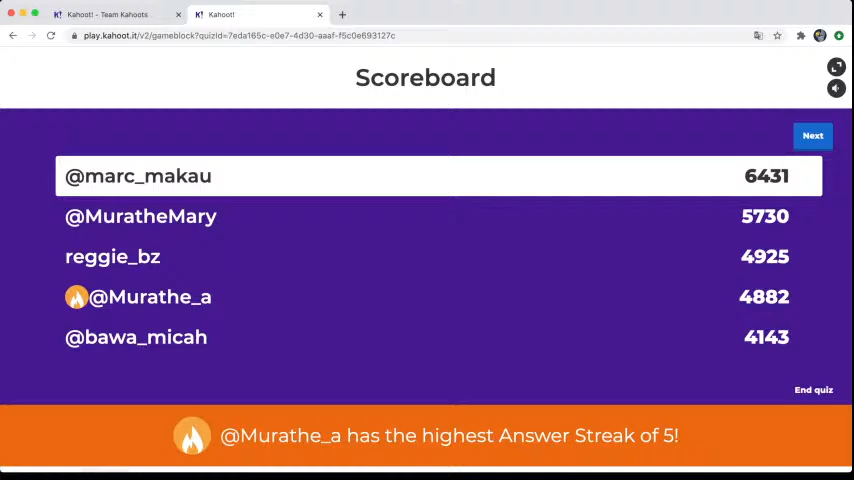 Kahoot! - Team Kahoots
Kahoot!
play.kahoot.it/v2/gameblock?quizId=7eda165c-e0e7-4d30-aaaf-f5c0e693127c
Scoreboard
Next
@marc_makau 6431
@MuratheMary 5730
reggie_bz 4925
@Murathe_a 4882
@bawa_micah 4143
End quiz
@Murathe_a has the highest Answer Streak of 5!